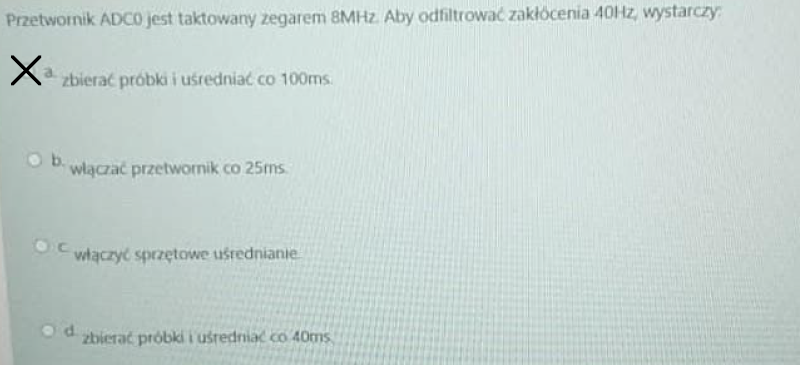 Przetwornik ADC0 jest taktowany zegarem 8MHz. Aby odfiltrować zakłócenia 40Hz, wystarczy:
a. zbierać próbki i uśredniać co 100ms.
b. włączać przetwornik co 25ms.
c. włączyć sprzętowe uśrednianie.
d. zbierać próbki i uśredniać co 40ms.